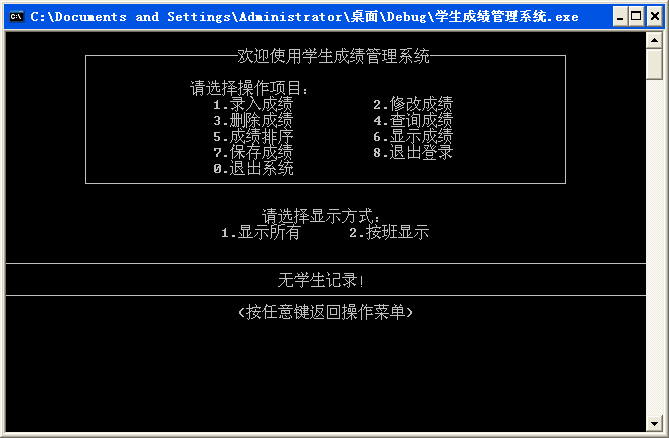 C:\Documents and Settings\Administrator\桌面\Debug\学生成绩管理系统.exe
欢迎使用学生成绩管理系统
请选择操作项目:
1.录入成绩 2.修改成绩
3.删除成绩 4.查询成绩
5.成绩排序 6.显示成绩
7.保存成绩 8.退出登录
0.退出系统
请选择显示方式:
1.显示所有 2.按班显示
无学生记录!
(按任意键返回操作菜单)